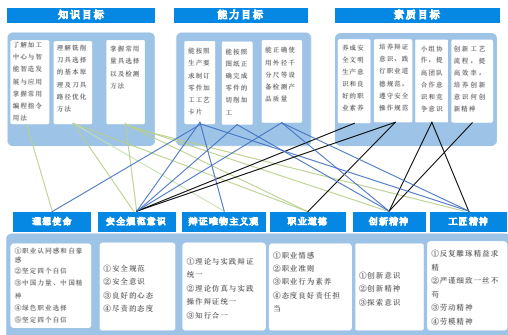 知识目标
能力目标
素质目标
了解加工
中心与智
能智造发
展与应用
掌握常用
编程指令
用法
理解铣削
刀具选择
的基本原
理及刀具
路径优化
方法
掌握常用
量具选择
以及检测
方法
能按照
生产要
求制订
零件加
工工艺
卡片
能按照
图纸正
确完成
零件的
切削加
工
能正确使
用外径千
分尺等设
备检测产
品质量
养成安
全文明
生产意
识和良
好的职
业素养
培养辩证
意识，践
行职业道
德规范，
遵守安全
操作规范
小组协
作，提
高团队
合作意
识和竞
争意识
创新工艺
流程，提
高效率，
培养创新
意识何创
新精神
理想使命
安全规范意识
辩证唯物主义观
职业道德
创新精神
工匠精神
①职业认同感和自豪
感
②坚定四个自信
③中国力量、中国精
神
④绿色职业选择
⑤坚定四个自信
①安全规范
②安全意识
③良好的心态
④尽责的态度
①理论与实践辩证
统一
②理论仿真与实践
操作辩证统一
③知行合一
①职业情感
②职业准则
③职业行为素养
④态度良好责任担
当
①创新意识
②创新精神
③探索意识
①反复雕琢精益求
精
②严谨细致一丝不
苟
③劳动精神
④劳模精神